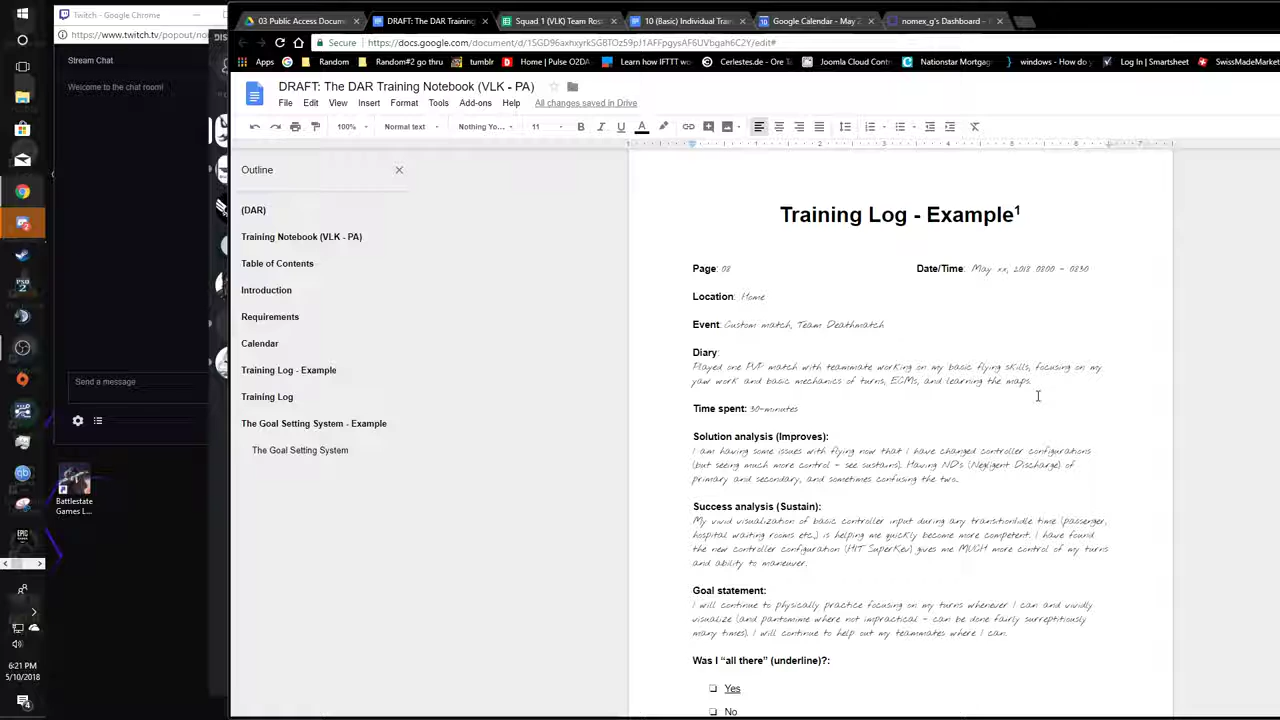 Twitch - Google Chrome
https://www.twitch.tv/popout/no
Stream Chat
Welcome to the chat room!
Send a message
Battlestate
Games L...
6:21 PM
5/10/2018
03 Public Access Docume
DRAFT: The DAR Training
Squad 1 (VLK) Team Ros
10 (Basic) Individual Tran
Google Calendar - May 2
nomex_g's Dashboard -
Secure
Apps
Random
Random#2 go thru
tumblr
Home | Pulse O2DA
Learn how IFTTT wo
Cerlestes.de - Ore T
Joomla Cloud Contr
Nationstar Mortgag
windows - How do y
Log In | Smartsheet
SwissMadeMarket
DRAFT: The DAR Training Notebook (VLK - PA)
File Edit View Insert Format Tools Add-ons Help All changes saved in Drive
100% Normal text Nothing Yo... 11
Outline
(DAR)
Training Notebook (VLK - PA)
Table of Contents
Introduction
Requirements
Calendar
Training Log - Example
Training Log
The Goal Setting System - Example
The Goal Setting System
Training Log - Example1
Page: 08 Date/Time: May xx, 2018 0800 - 0830
Location: Home
Event: Custom match, Team Deathmatch
Diary:
Played one PVP match with teammate working on my basic flying skills, focusing on my
yaw work and basic mechanics of turns, ECMs, and learning the maps.
Time spent: 30-minutes
Solution analysis (Improves):
I am having some issues with flying now that I have changed controller configurations
(but seeing much more control - see sustains). Having ND's (Negligent Discharge) of
primary and secondary, and sometimes confusing the two.
Success analysis (Sustain):
My vivid visualization of basic controller input during any transition/idle time (passenger,
hospital waiting rooms etc.) is helping me quickly become more competent. I have found
the new controller configuration (HIT SuperKev) gives me MUCH more control of my turns
and ability to maneuver.
Goal statement:
I will continue to physically practice focusing on my turns whenever I can and vividly
visualize (and pantomime where not impractical - can be done fairly surreptitiously
many times). I will continue to help out my teammates where I can.
Was I “all there” (underline)?:
Yes
No